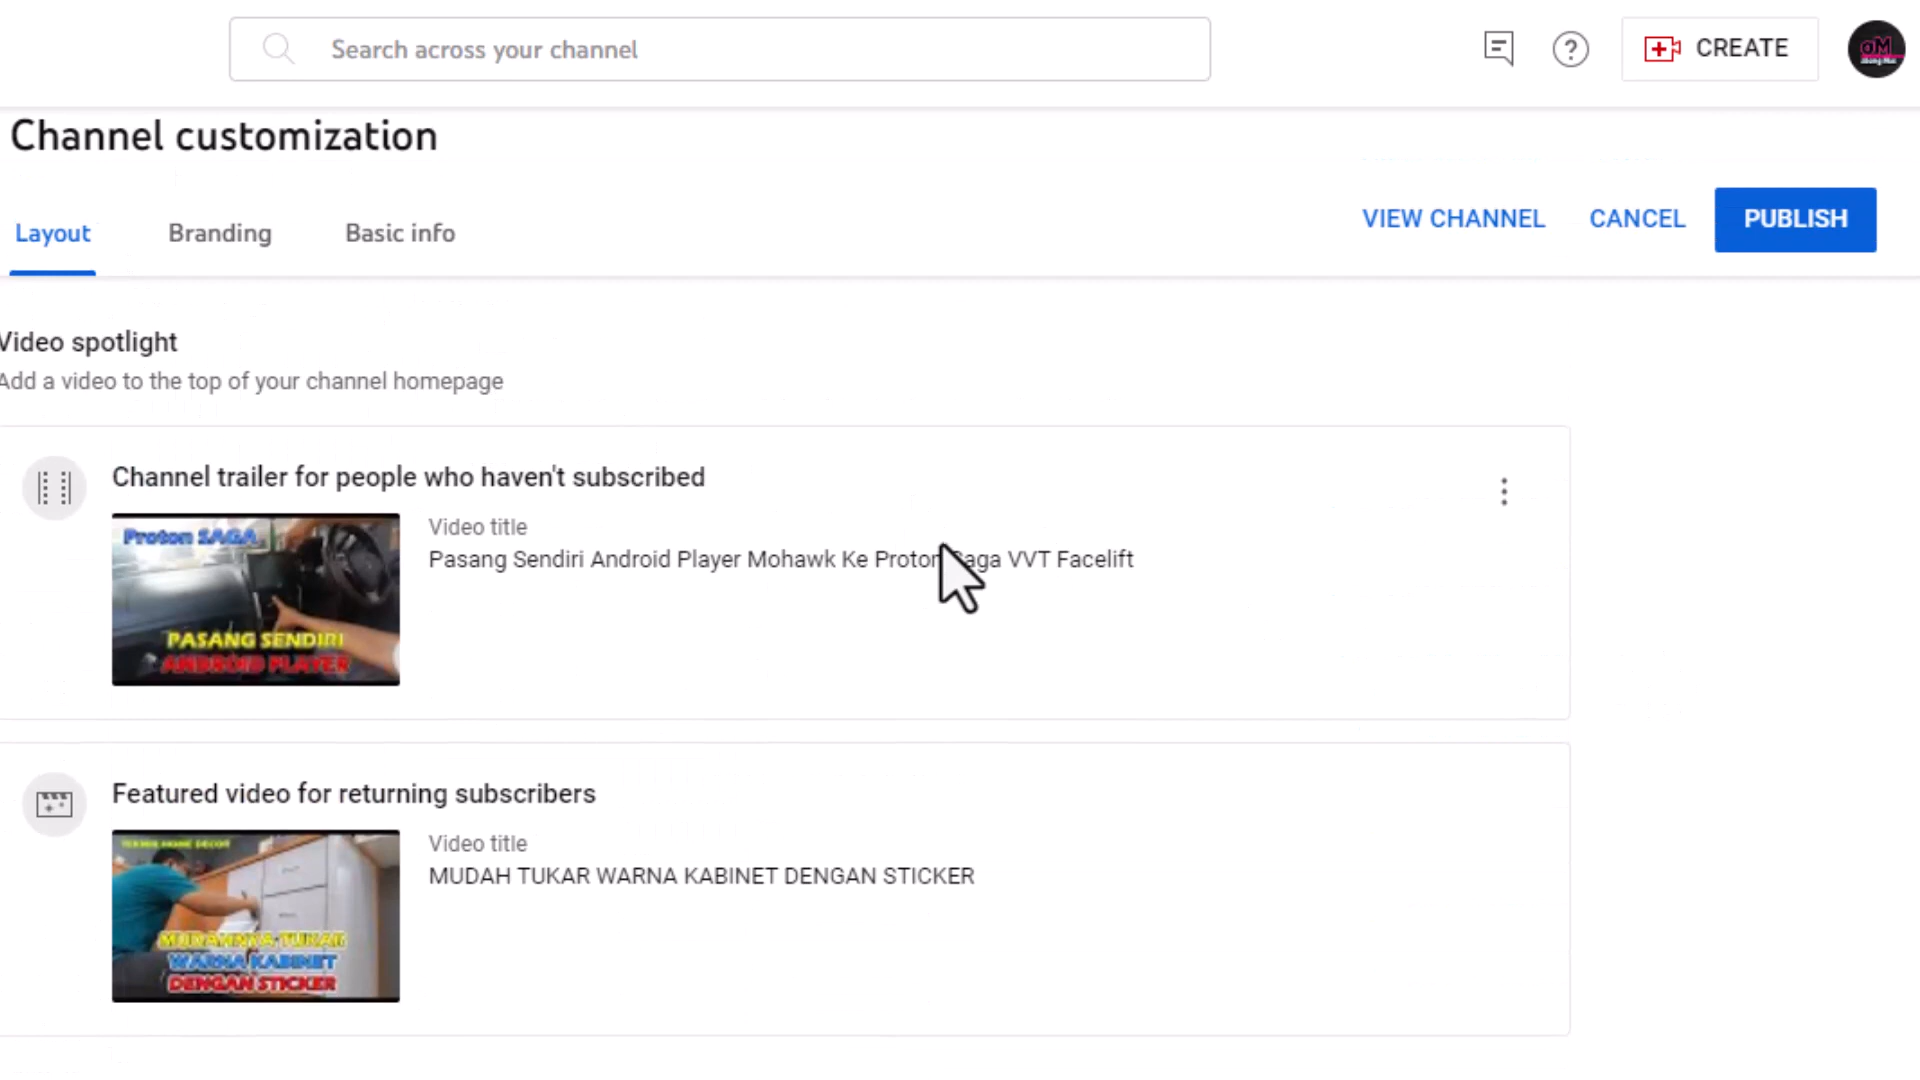 Search across your channel
CREATE
Channel customization
Layout
Branding
Basic info
VIEW CHANNEL
CANCEL
PUBLISH
Video spotlight
Add a video to the top of your channel homepage
Channel trailer for people who haven't subscribed
Proton SAGA
PASANG SENDIRI
ANDROID PLAYER
Video title
Pasang Sendiri Android Player Mohawk Ke Proton Saga VVT Facelift
Featured video for returning subscribers
MUDAHNYA TUKAR
WARNA KABINET
DENGAN STICKER
Video title
MUDAH TUKAR WARNA KABINET DENGAN STICKER